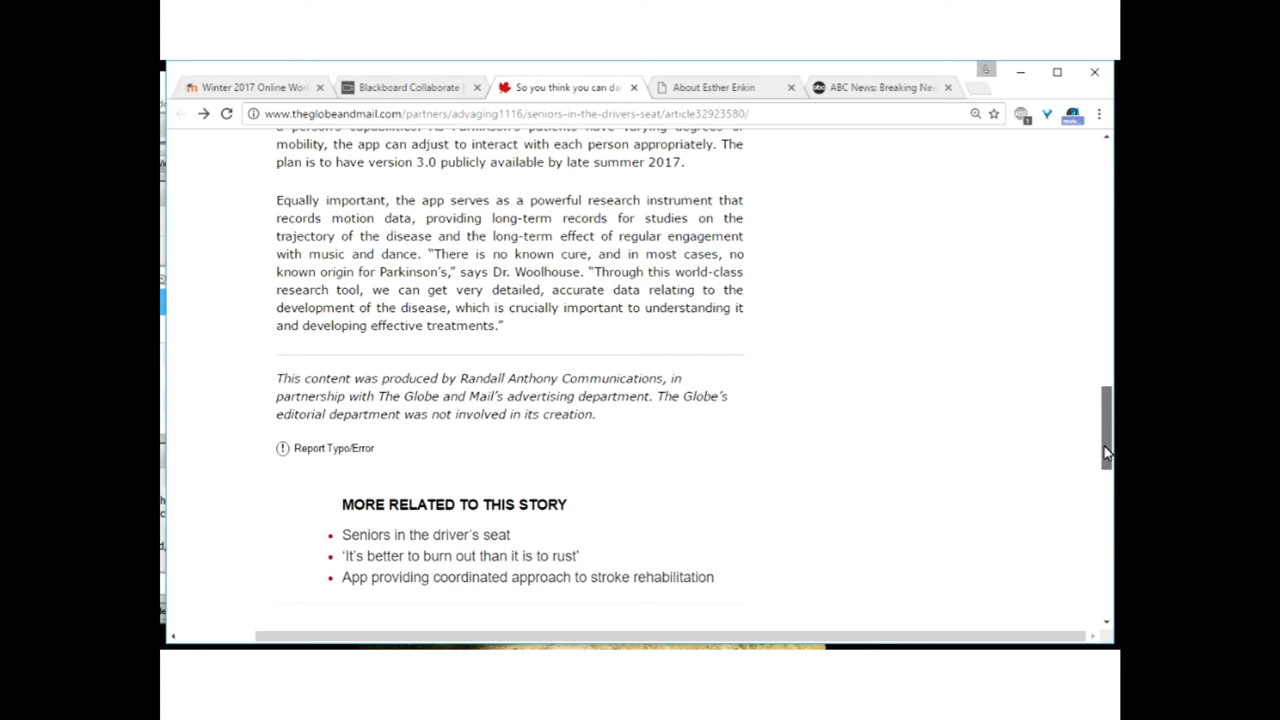 Winter 2017 Online Wor
Blackboard Collaborate
So you think you can da
About Esther Enkin
ABC News: Breaking Ne
www.theglobeandmail.com/partners/advaging1116/seniors-in-the-drivers-seat/article32923580/
a person's capabilities. As Parkinson's patients have varying degrees of
mobility, the app can adjust to interact with each person appropriately. The
plan is to have version 3.0 publicly available by late summer 2017.
Equally important, the app serves as a powerful research instrument that
records motion data, providing long-term records for studies on the
trajectory of the disease and the long-term effect of regular engagement
with music and dance. “There is no known cure, and in most cases, no
known origin for Parkinson's,” says Dr. Woolhouse. “Through this world-class
research tool, we can get very detailed, accurate data relating to the
development of the disease, which is crucially important to understanding it
and developing effective treatments.”
This content was produced by Randall Anthony Communications, in
partnership with The Globe and Mail's advertising department. The Globe's
editorial department was not involved in its creation.
Report Typo/Error
MORE RELATED TO THIS STORY
Seniors in the driver's seat
‘It's better to burn out than it is to rust’
App providing coordinated approach to stroke rehabilitation